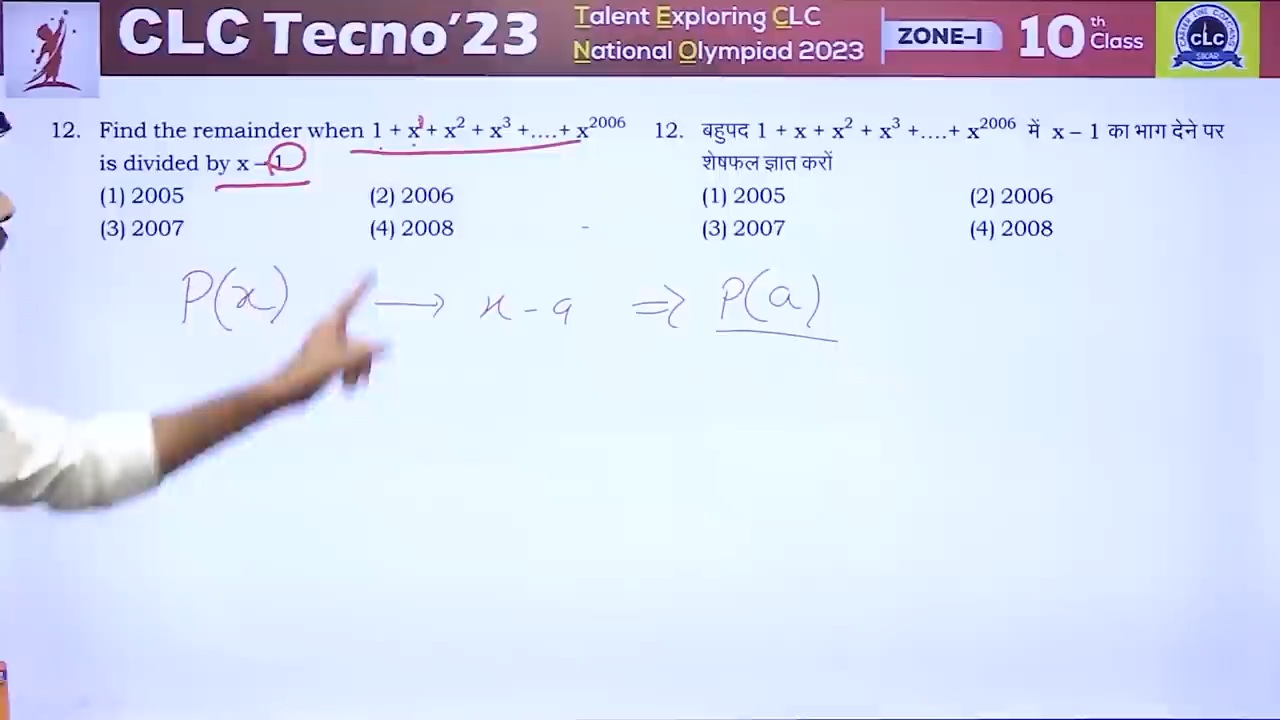 CLC Tecno'23
Talent Exploring CLC
National Olympiad 2023
ZONE-I
10th Class
CLC
12. Find the remainder when 1 + x¹ + x² + x³ +....+ x²⁰⁰⁶
is divided by x – 1
(1) 2005 (2) 2006
(3) 2007 (4) 2008
12. बहुपद 1 + x + x² + x³ +....+ x²⁰⁰⁶ में x – 1 का भाग देने पर
शेषफल ज्ञात करों
(1) 2005 (2) 2006
(3) 2007 (4) 2008
P(x) → x - a ⇒ P(a)